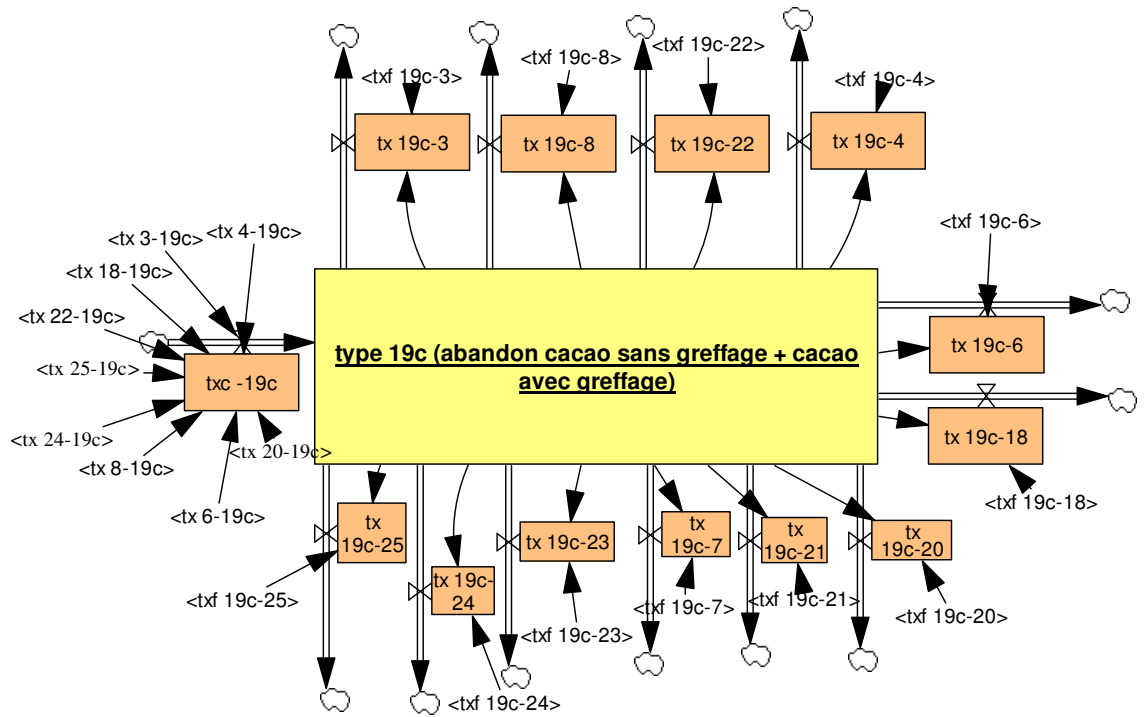 <txf 19c-3>
<txf 19c-8>
<txf 19c-22>
<txf 19c-4>
tx 19c-3
tx 19c-8
tx 19c-22
tx 19c-4
<tx 4-19c>
<tx 3-19c>
<tx 18-19c>
<tx 22-19c>
<tx 25-19c>
<tx 24-19c>
<tx 8-19c>
<tx 6-19c>
<tx 20-19c>
txc -19c
type 19c (abandon cacao sans greffage + cacao
avec greffage)
<txf 19c-6>
tx 19c-6
tx 19c-18
<txf 19c-18>
tx
19c-25
tx 19c-
24
tx 19c-23
tx
19c-7
tx
19c-21
tx
19c-20
<txf 19c-25>
<txf 19c-24>
<txf 19c-23>
<txf 19c-7>
<txf 19c-21>
<txf 19c-20>